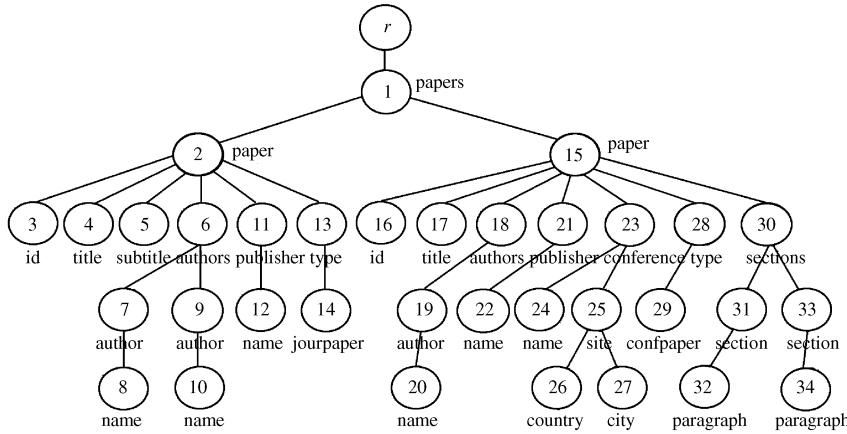 r
1 papers
2 paper 15 paper
3 4 5 6 11 13 16 17 18 21 23 28 30
id title subtitle authors publisher type id title authors publisher conference type sections
7 9 12 14 19 22 24 25 29 31 33
author author name jourpaper author name name site confpaper section section
8 10 20 26 27 32 34
name name name country city paragraph paragraph